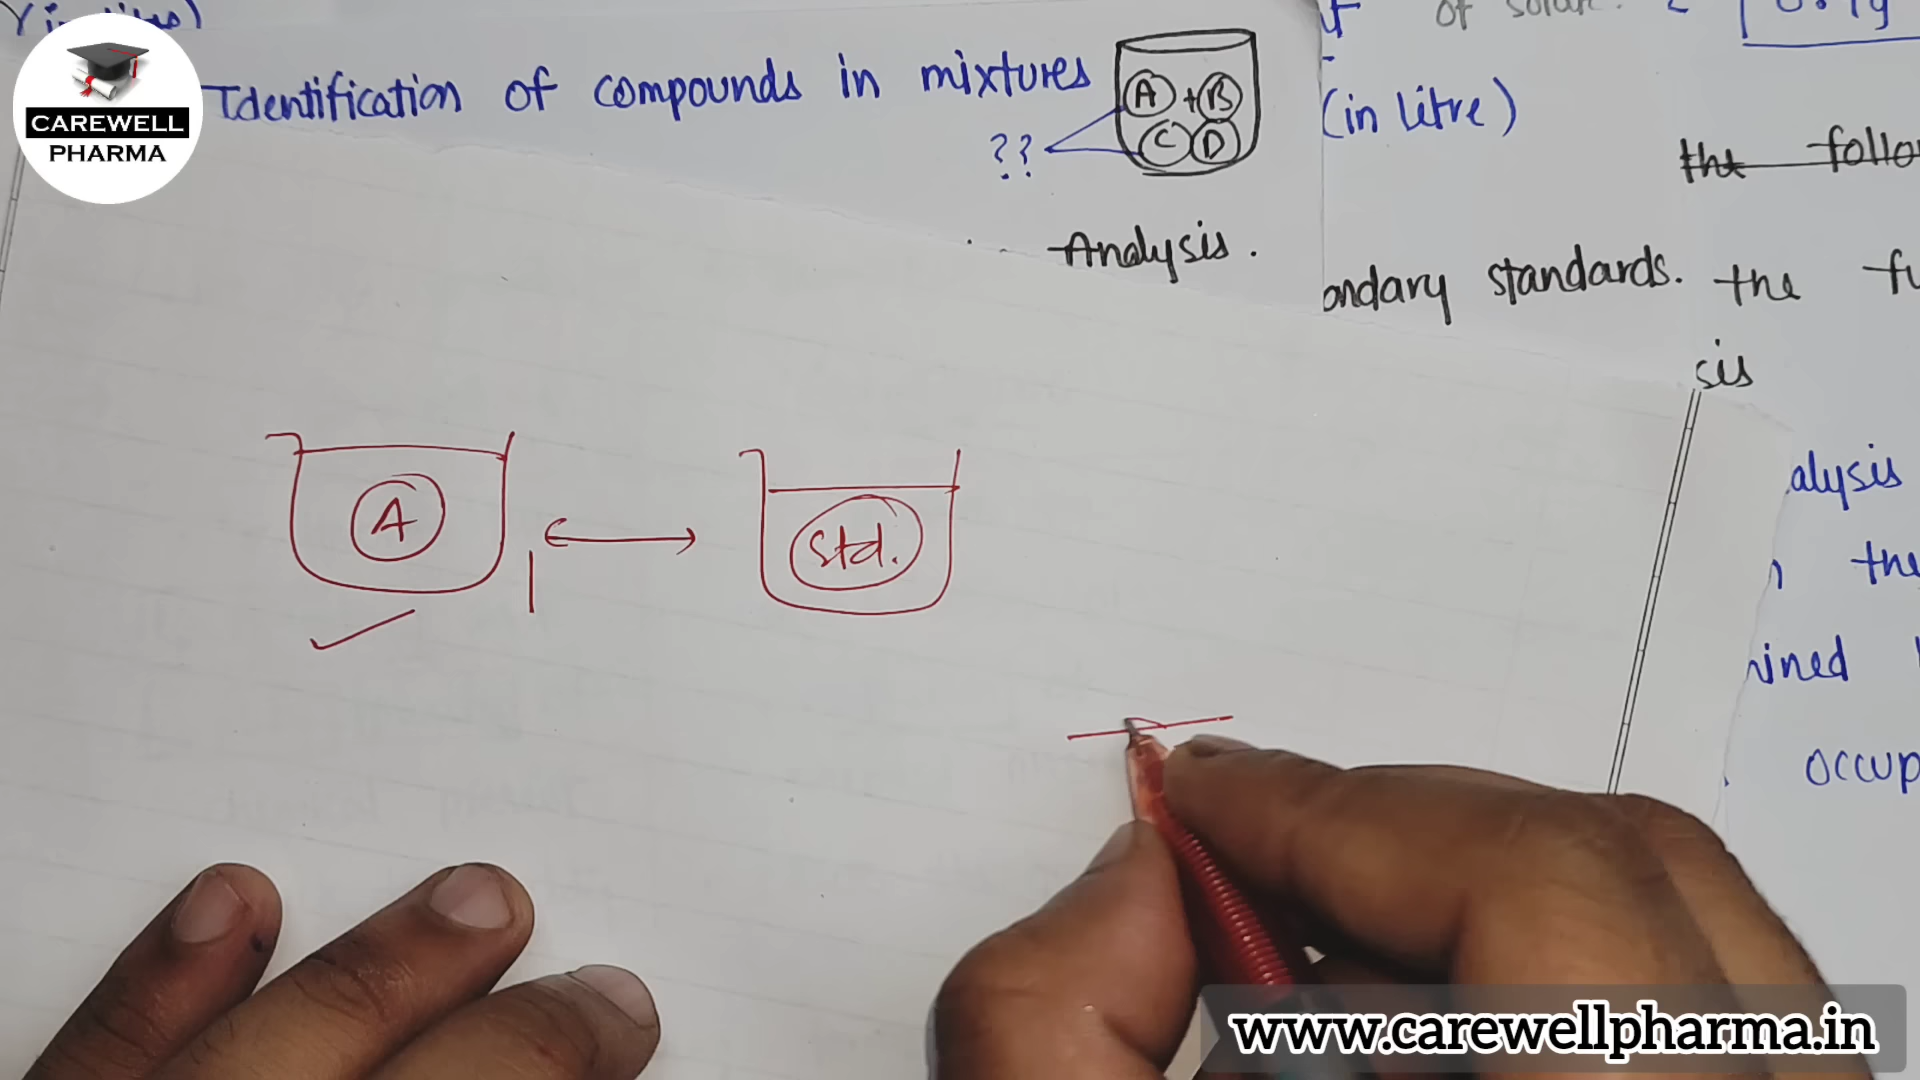 CAREWELL
PHARMA
Identification of compounds in mixtures
A + B
C D
??
Analysis.
(in litre)
the follo
ondary standards. the fu
sis
alysis
the
ined
occup
A
Std.
www.carewellpharma.in